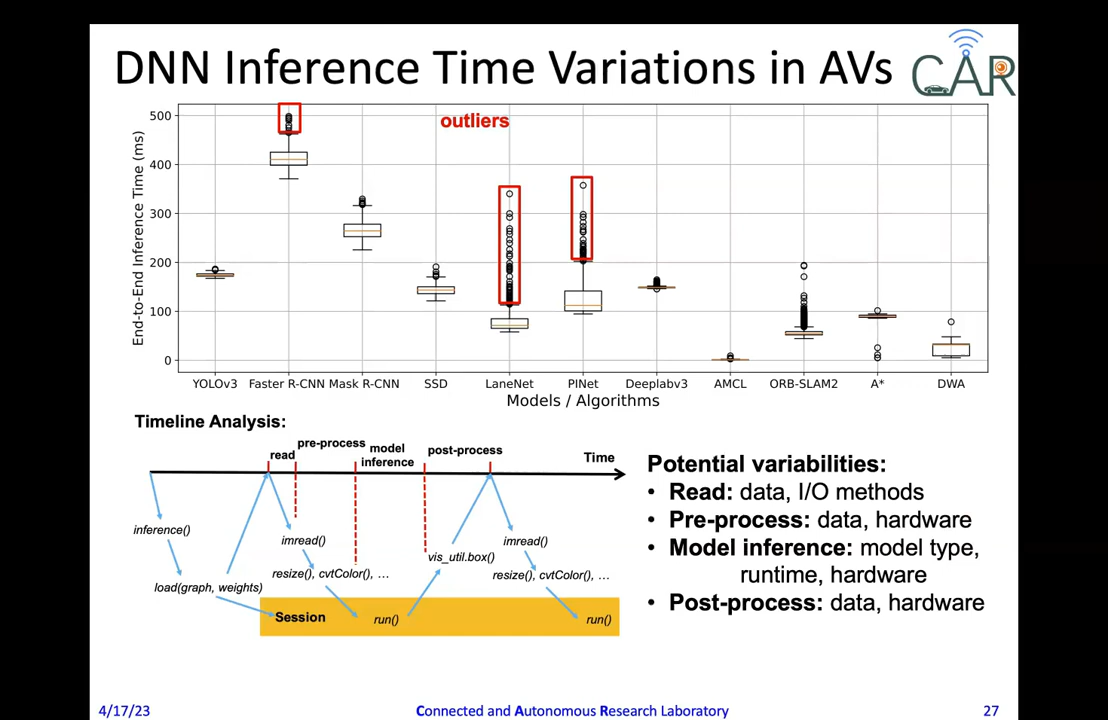 DNN Inference Time Variations in AVs
CAR
outliers
End-to-End Inference Time (ms)
500
400
300
200
100
0
YOLOv3 Faster R-CNN Mask R-CNN SSD LaneNet PINet Deeplabv3 AMCL ORB-SLAM2 A* DWA
Models / Algorithms
Timeline Analysis:
read
pre-process
model
inference
post-process
Time
inference()
load(graph, weights)
imread()
resize(), cvtColor(), …
Session
run()
vis_util.box()
imread()
resize(), cvtColor(), …
run()
Potential variabilities:
• Read: data, I/O methods
• Pre-process: data, hardware
• Model inference: model type,
runtime, hardware
• Post-process: data, hardware
4/17/23
Connected and Autonomous Research Laboratory
27